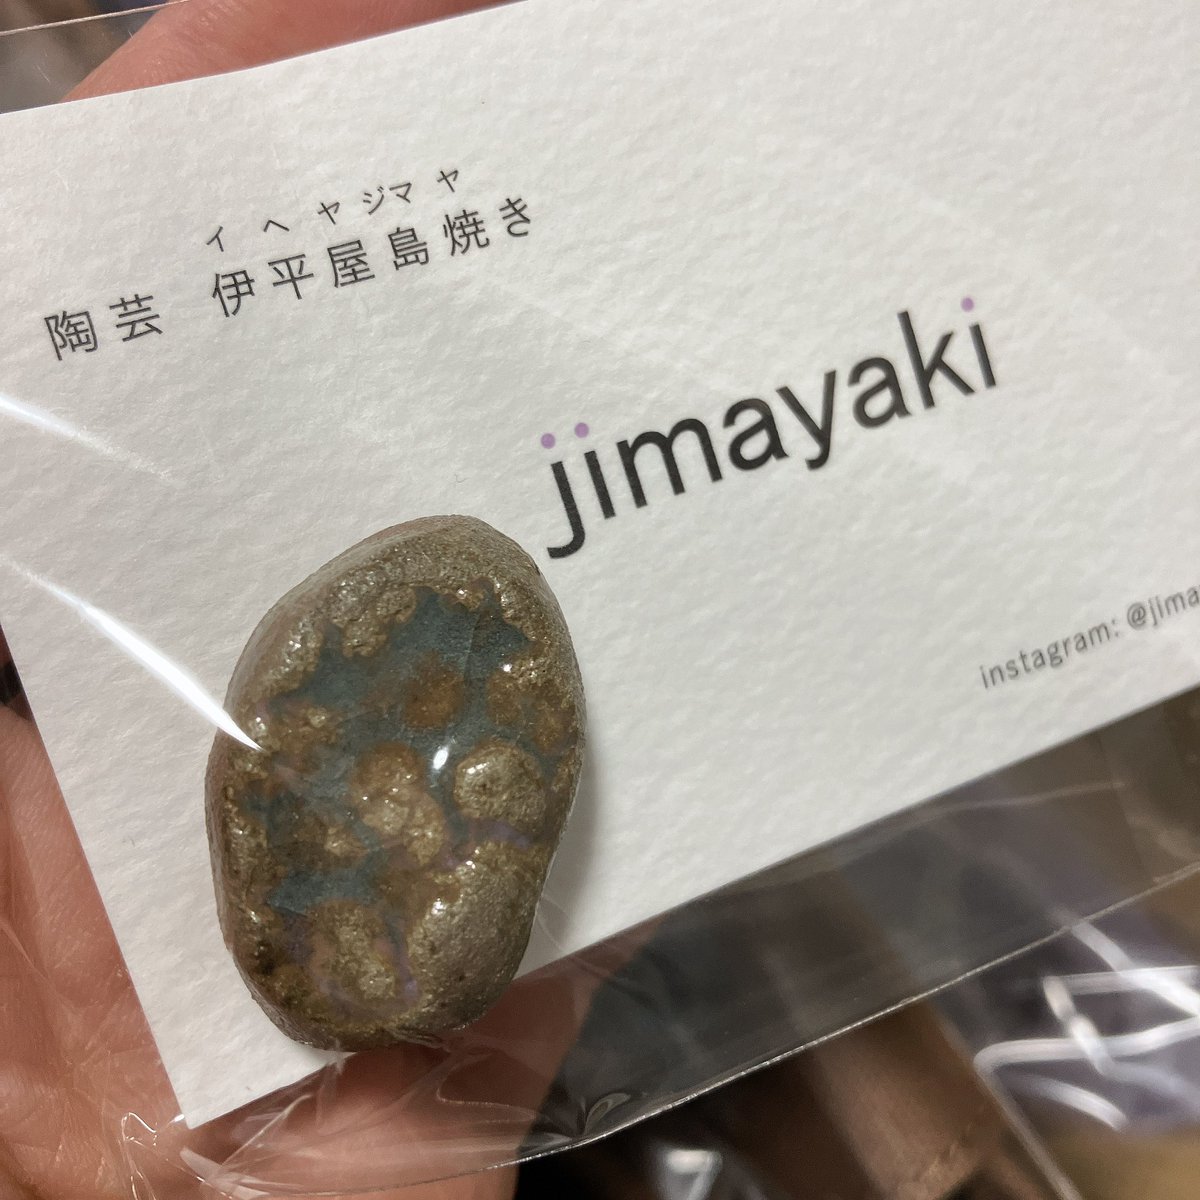 イヘヤジマヤ
陶芸 伊平屋島焼き
jimayaki
instagram: @jima